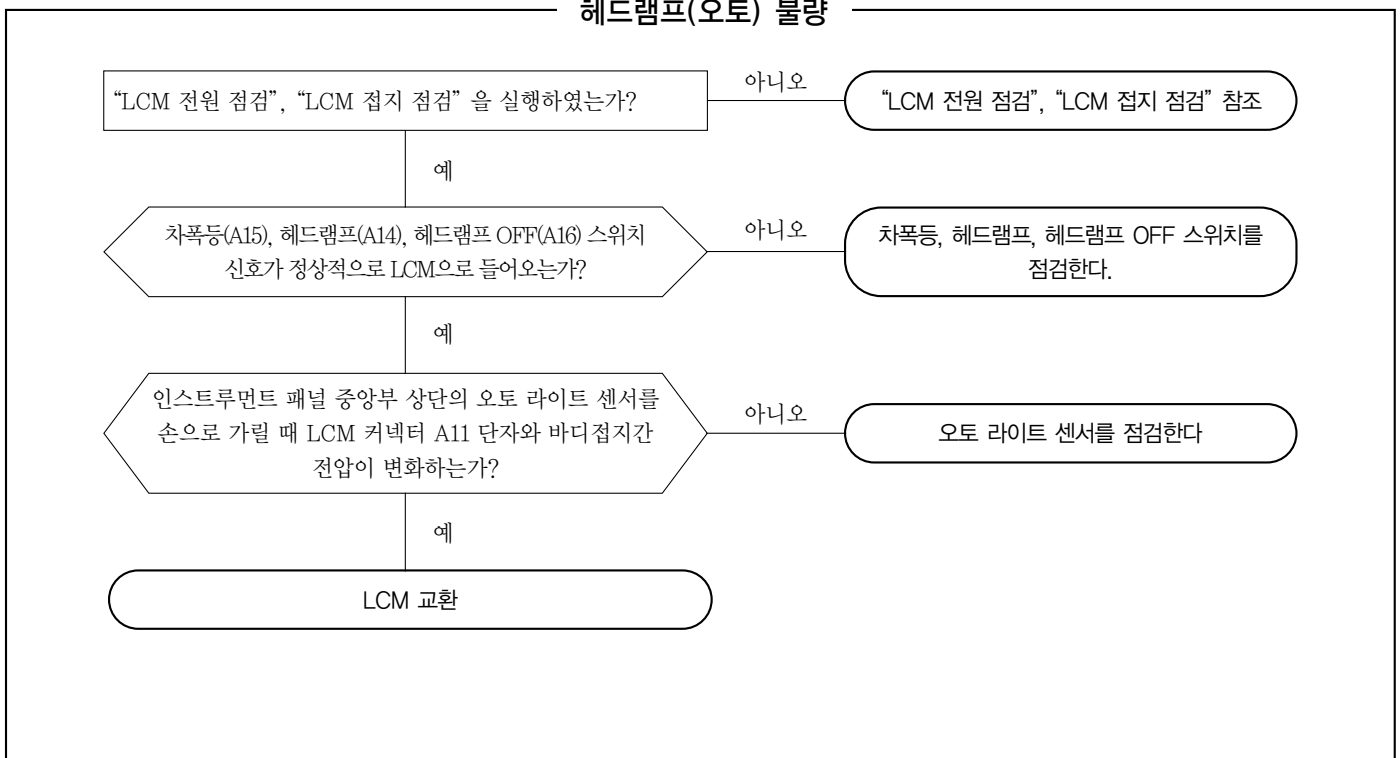 헤드램프(오토) 불량
“LCM 전원 점검”, “LCM 접지 점검” 을 실행하였는가?
아니오
“LCM 전원 점검”, “LCM 접지 점검” 참조
예
차폭등(A15), 헤드램프(A14), 헤드램프 OFF(A16) 스위치
신호가 정상적으로 LCM으로 들어오는가?
아니오
차폭등, 헤드램프, 헤드램프 OFF 스위치를
점검한다.
예
인스트루먼트 패널 중앙부 상단의 오토 라이트 센서를
손으로 가릴 때 LCM 커넥터 A11 단자와 바디접지간
전압이 변화하는가?
아니오
오토 라이트 센서를 점검한다
예
LCM 교환